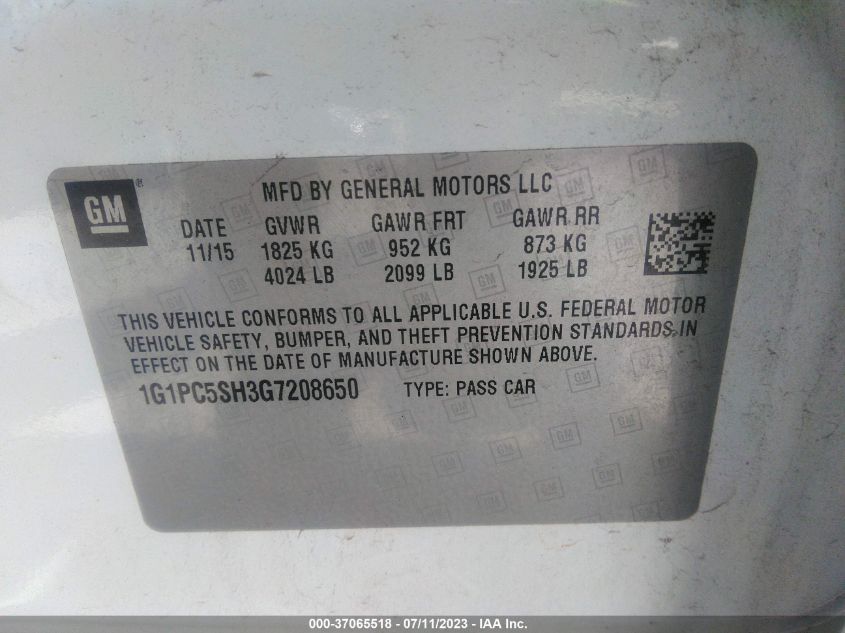 GM ®
MFD BY GENERAL MOTORS LLC
DATE GVWR GAWR FRT GAWR RR
11/15 1825 KG 952 KG 873 KG
4024 LB 2099 LB 1925 LB
THIS VEHICLE CONFORMS TO ALL APPLICABLE U.S. FEDERAL MOTOR
VEHICLE SAFETY, BUMPER, AND THEFT PREVENTION STANDARDS IN
EFFECT ON THE DATE OF MANUFACTURE SHOWN ABOVE.
1G1PC5SH3G7208650 TYPE: PASS CAR
000-37065518 - 07/11/2023 - IAA Inc.